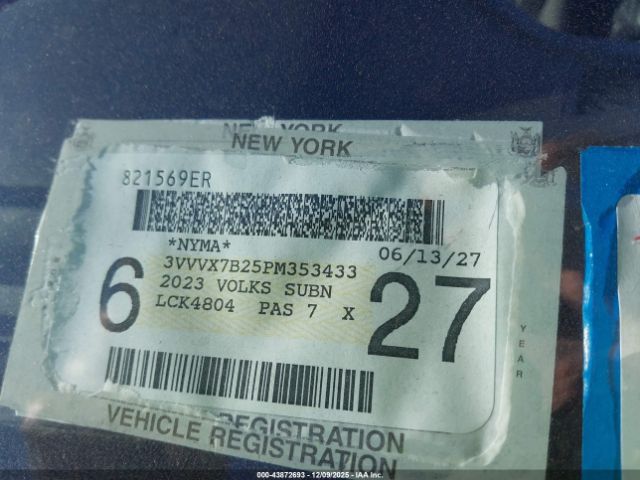 NEW YORK
NEW YORK
821569ER
*NYMA* 06/13/27
3VVVX7B25PM353433
2023 VOLKS SUBN
LCK4804 PAS 7 X
6 27
YEAR
REGISTRATION
VEHICLE REGISTRATION
000-43872693 - 12/09/2025 - IAA Inc.